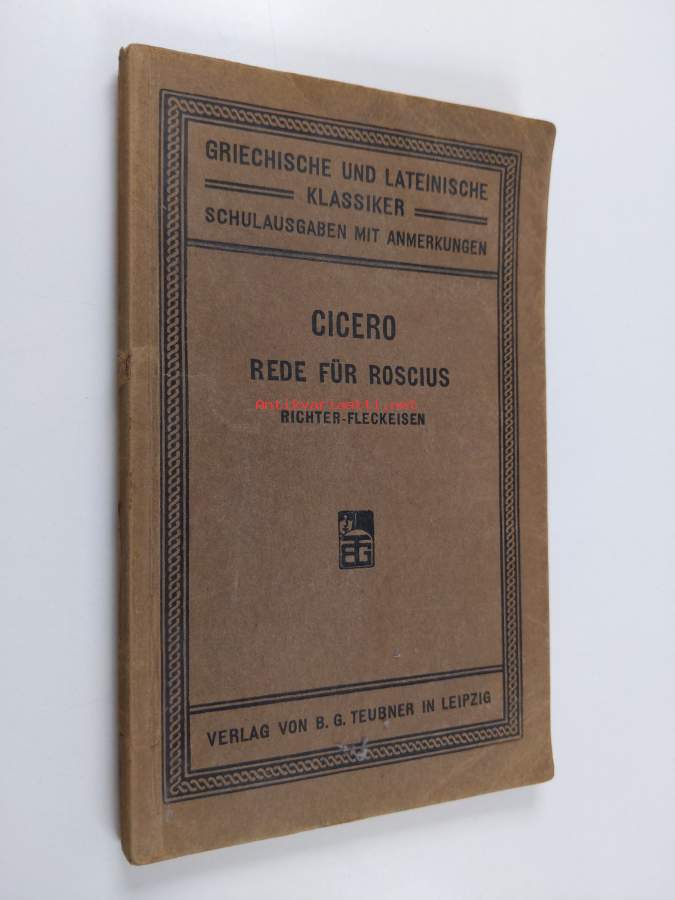 GRIECHISCHE UND LATEINISCHE
KLASSIKER
SCHULAUSGABEN MIT ANMERKUNGEN
CICERO
REDE FÜR ROSCIUS
Antikvariaatti.net
RICHTER-FLECKEISEN
BTG
VERLAG VON B. G. TEUBNER IN LEIPZIG